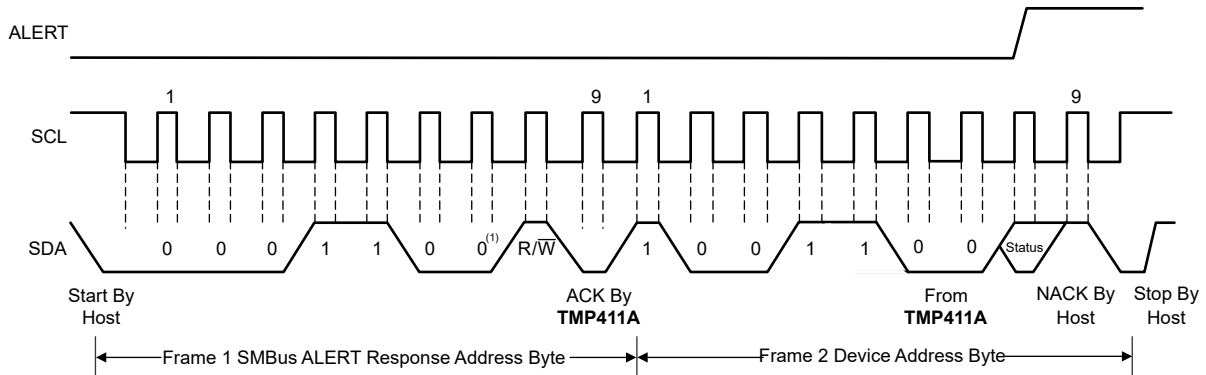 ALERT
1 9 1 9
SCL
SDA 0 0 0 1 1 0 0(1) R/W̅ 1 0 0 1 1 0 0 Status
Start By Host
ACK By TMP411A
From TMP411A
NACK By Host
Stop By Host
Frame 1 SMBus ALERT Response Address Byte
Frame 2 Device Address Byte